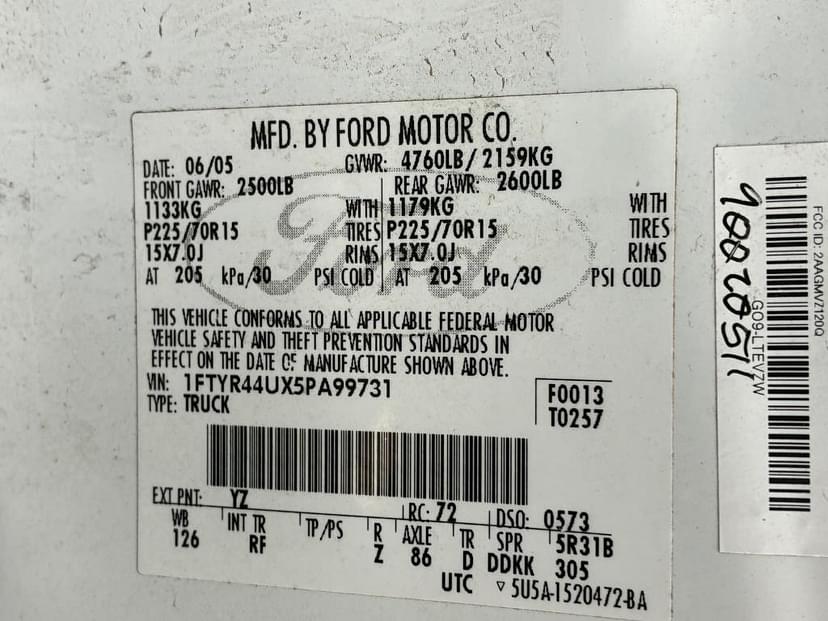 MFD. BY FORD MOTOR CO.
DATE: 06/05 GVWR: 4760LB/ 2159KG
FRONT GAWR: 2500LB REAR GAWR: 2600LB
1133KG WITH 1179KG WITH
P225/70R15 TIRES P225/70R15 TIRES
15X7.0J RIMS 15X7.0J RIMS
AT 205 kPa/30 PSI COLD AT 205 kPa/30 PSI COLD
Ford
THIS VEHICLE CONFORMS TO ALL APPLICABLE FEDERAL MOTOR
VEHICLE SAFETY AND THEFT PREVENTION STANDARDS IN
EFFECT ON THE DATE OF MANUFACTURE SHOWN ABOVE.
VIN: 1FTYR44UX5PA99731
TYPE: TRUCK
F0013
T0257
EXT PNT: YZ RC: 72 DSO: 0573
WB INT TR TP/PS R AXLE TR SPR 5R31B
126 RF Z 86 D DDKK 305
UTC ▽ 5U5A-1520472-BA
FCC ID: 2AAGMVZ120Q
GO9-LTEVZW